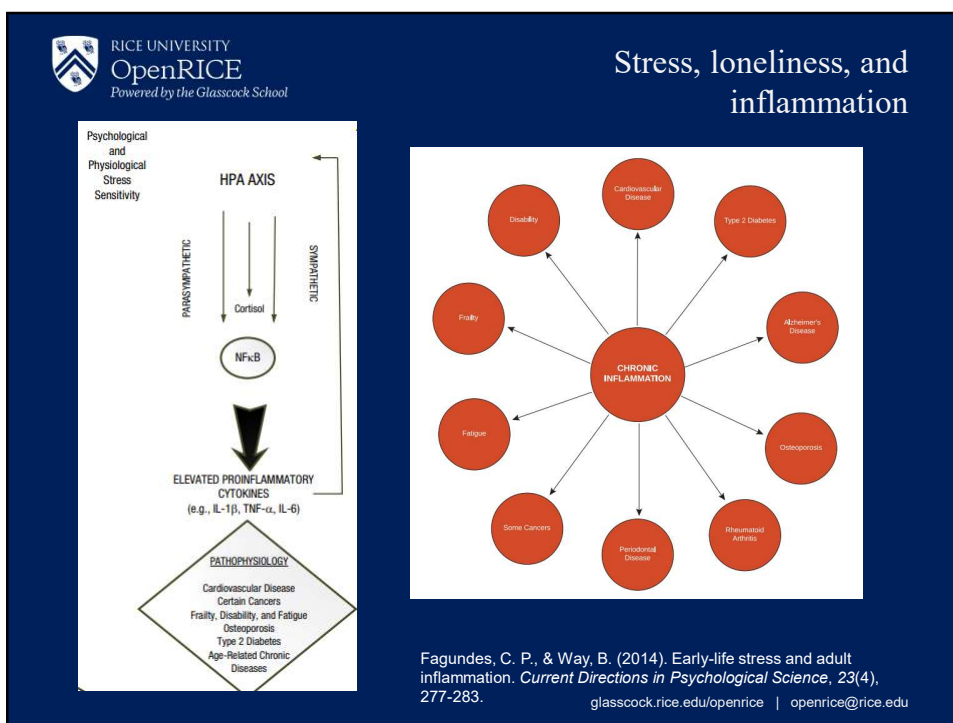 RICE UNIVERSITY
OpenRICE
Powered by the Glasscock School
Stress, loneliness, and
inflammation
Psychological
and
Physiological
Stress
Sensitivity
HPA AXIS
PARASYMPATHETIC
SYMPATHETIC
Cortisol
NFκB
ELEVATED PROINFLAMMATORY
CYTOKINES
(e.g., IL-1β, TNF-α, IL-6)
PATHOPHYSIOLOGY
Cardiovascular Disease
Certain Cancers
Frailty, Disability, and Fatigue
Osteoporosis
Type 2 Diabetes
Age-Related Chronic
Diseases
Cardiovascular
Disease
Disability
Type 2 Diabetes
Frailty
Alzheimer's
Disease
CHRONIC
INFLAMMATION
Fatigue
Osteoporosis
Some Cancers
Periodontal
Disease
Rheumatoid
Arthritis
Fagundes, C. P., & Way, B. (2014). Early-life stress and adult
inflammation. Current Directions in Psychological Science, 23(4),
277-283.
glasscock.rice.edu/openrice | openrice@rice.edu